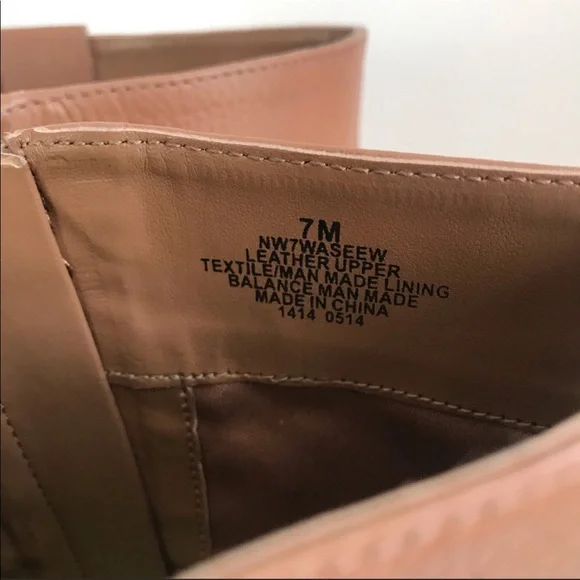 7M
NW7WASEEW
LEATHER UPPER
TEXTILE/MAN MADE LINING
BALANCE MAN MADE
MADE IN CHINA
1414 0514